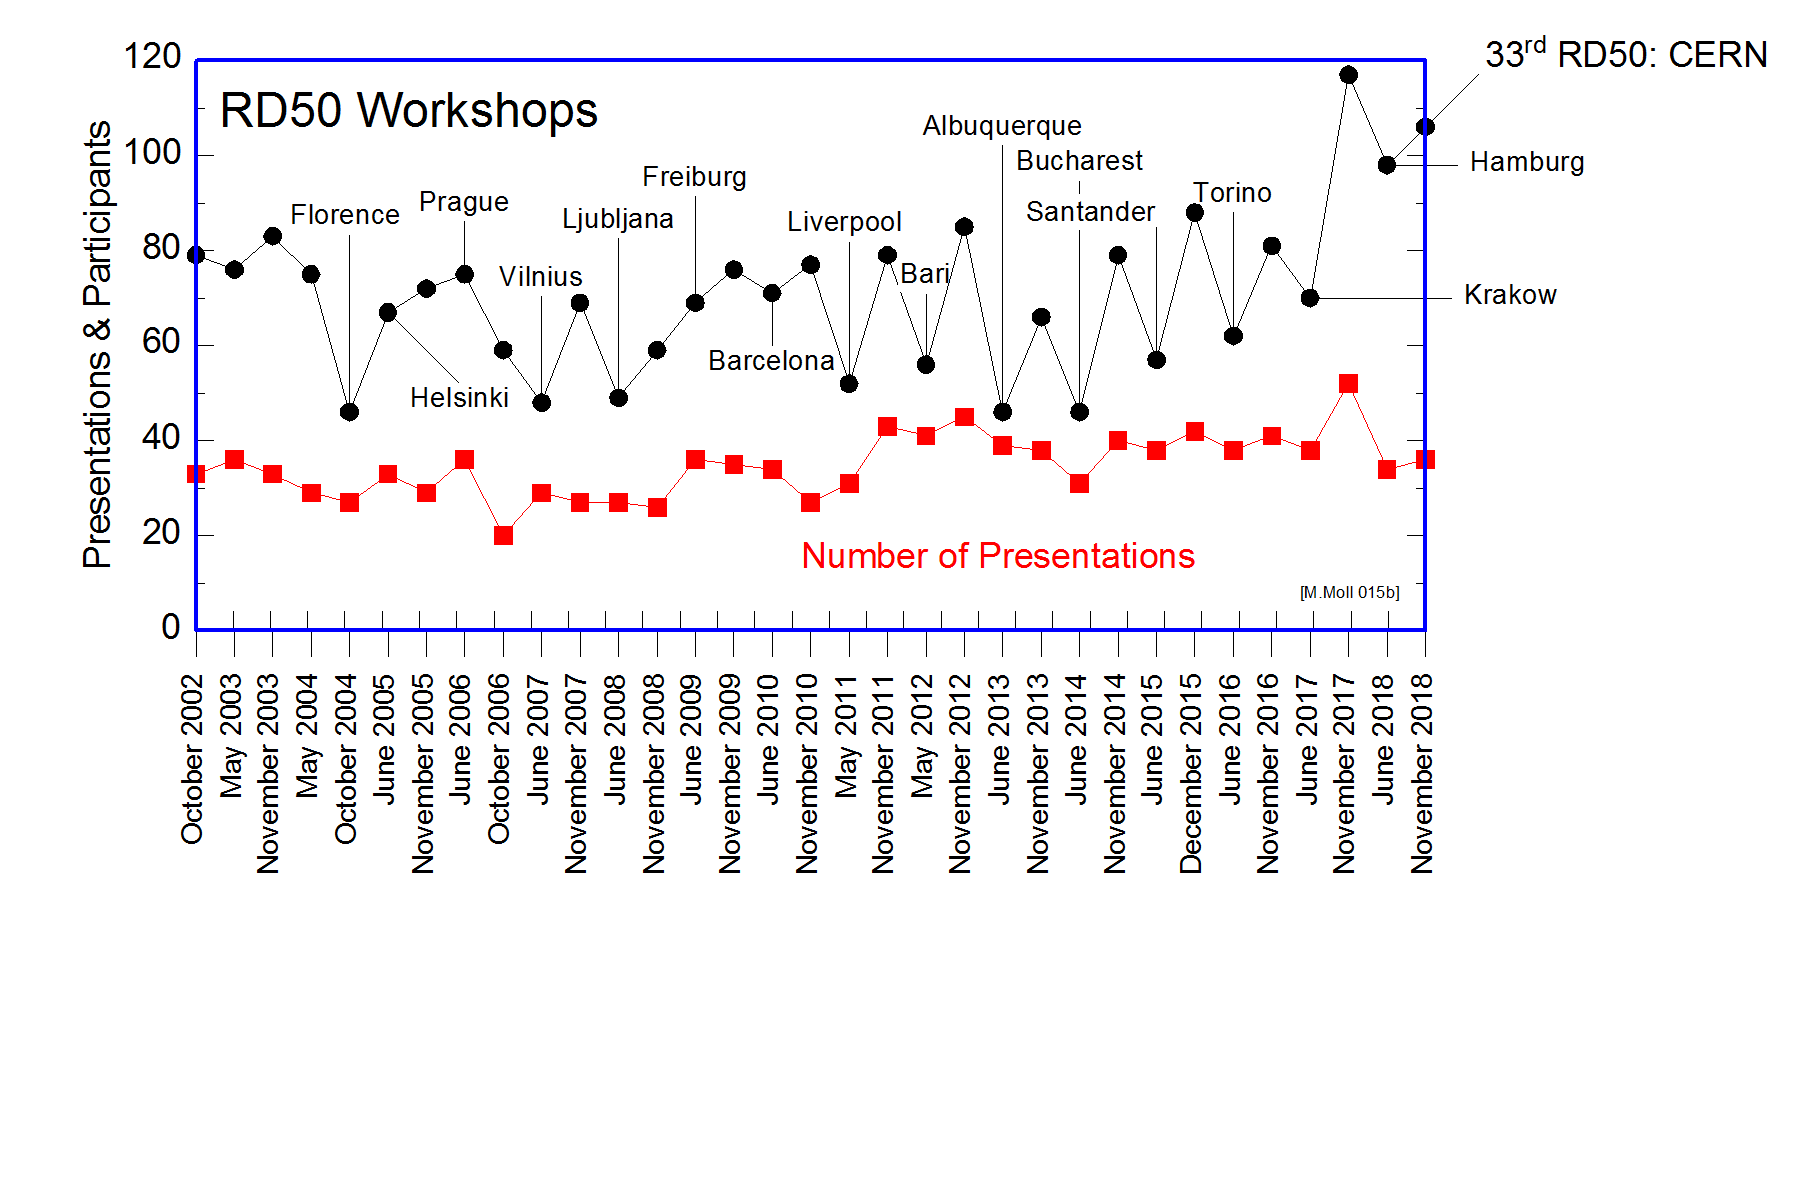 33rd RD50: CERN
120
RD50 Workshops
Albuquerque
100
Bucharest
Hamburg
Freiburg
Prague
Torino
Florence
Santander
Ljubljana
Liverpool
80
Vilnius
Bari
Krakow
60
Barcelona
Helsinki
40
20
Number of Presentations
[M.Moll 015b]
0
Presentations & Participants
October 2002
May 2003
November 2003
May 2004
October 2004
June 2005
November 2005
June 2006
October 2006
June 2007
November 2007
June 2008
November 2008
June 2009
November 2009
June 2010
November 2010
May 2011
November 2011
May 2012
November 2012
June 2013
November 2013
June 2014
November 2014
June 2015
December 2015
June 2016
November 2016
June 2017
November 2017
June 2018
November 2018